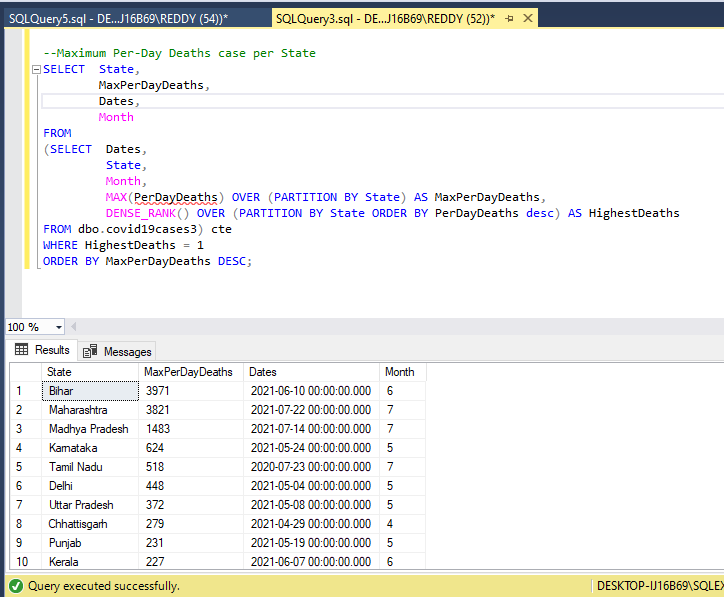 SQLQuery5.sql - DE...J16B69\REDDY (54))* SQLQuery3.sql - DE...J16B69\REDDY (52))*
--Maximum Per-Day Deaths case per State
SELECT State,
MaxPerDayDeaths,
Dates,
Month
FROM
(SELECT Dates,
State,
Month,
MAX(PerDayDeaths) OVER (PARTITION BY State) AS MaxPerDayDeaths,
DENSE_RANK() OVER (PARTITION BY State ORDER BY PerDayDeaths desc) AS HighestDeaths
FROM dbo.covid19cases3) cte
WHERE HighestDeaths = 1
ORDER BY MaxPerDayDeaths DESC;
100 %
Results Messages
State MaxPerDayDeaths Dates Month
1 Bihar 3971 2021-06-10 00:00:00.000 6
2 Maharashtra 3821 2021-07-22 00:00:00.000 7
3 Madhya Pradesh 1483 2021-07-14 00:00:00.000 7
4 Karnataka 624 2021-05-24 00:00:00.000 5
5 Tamil Nadu 518 2020-07-23 00:00:00.000 7
6 Delhi 448 2021-05-04 00:00:00.000 5
7 Uttar Pradesh 372 2021-05-08 00:00:00.000 5
8 Chhattisgarh 279 2021-04-29 00:00:00.000 4
9 Punjab 231 2021-05-19 00:00:00.000 5
10 Kerala 227 2021-06-07 00:00:00.000 6
Query executed successfully. DESKTOP-IJ16B69\SQLEX